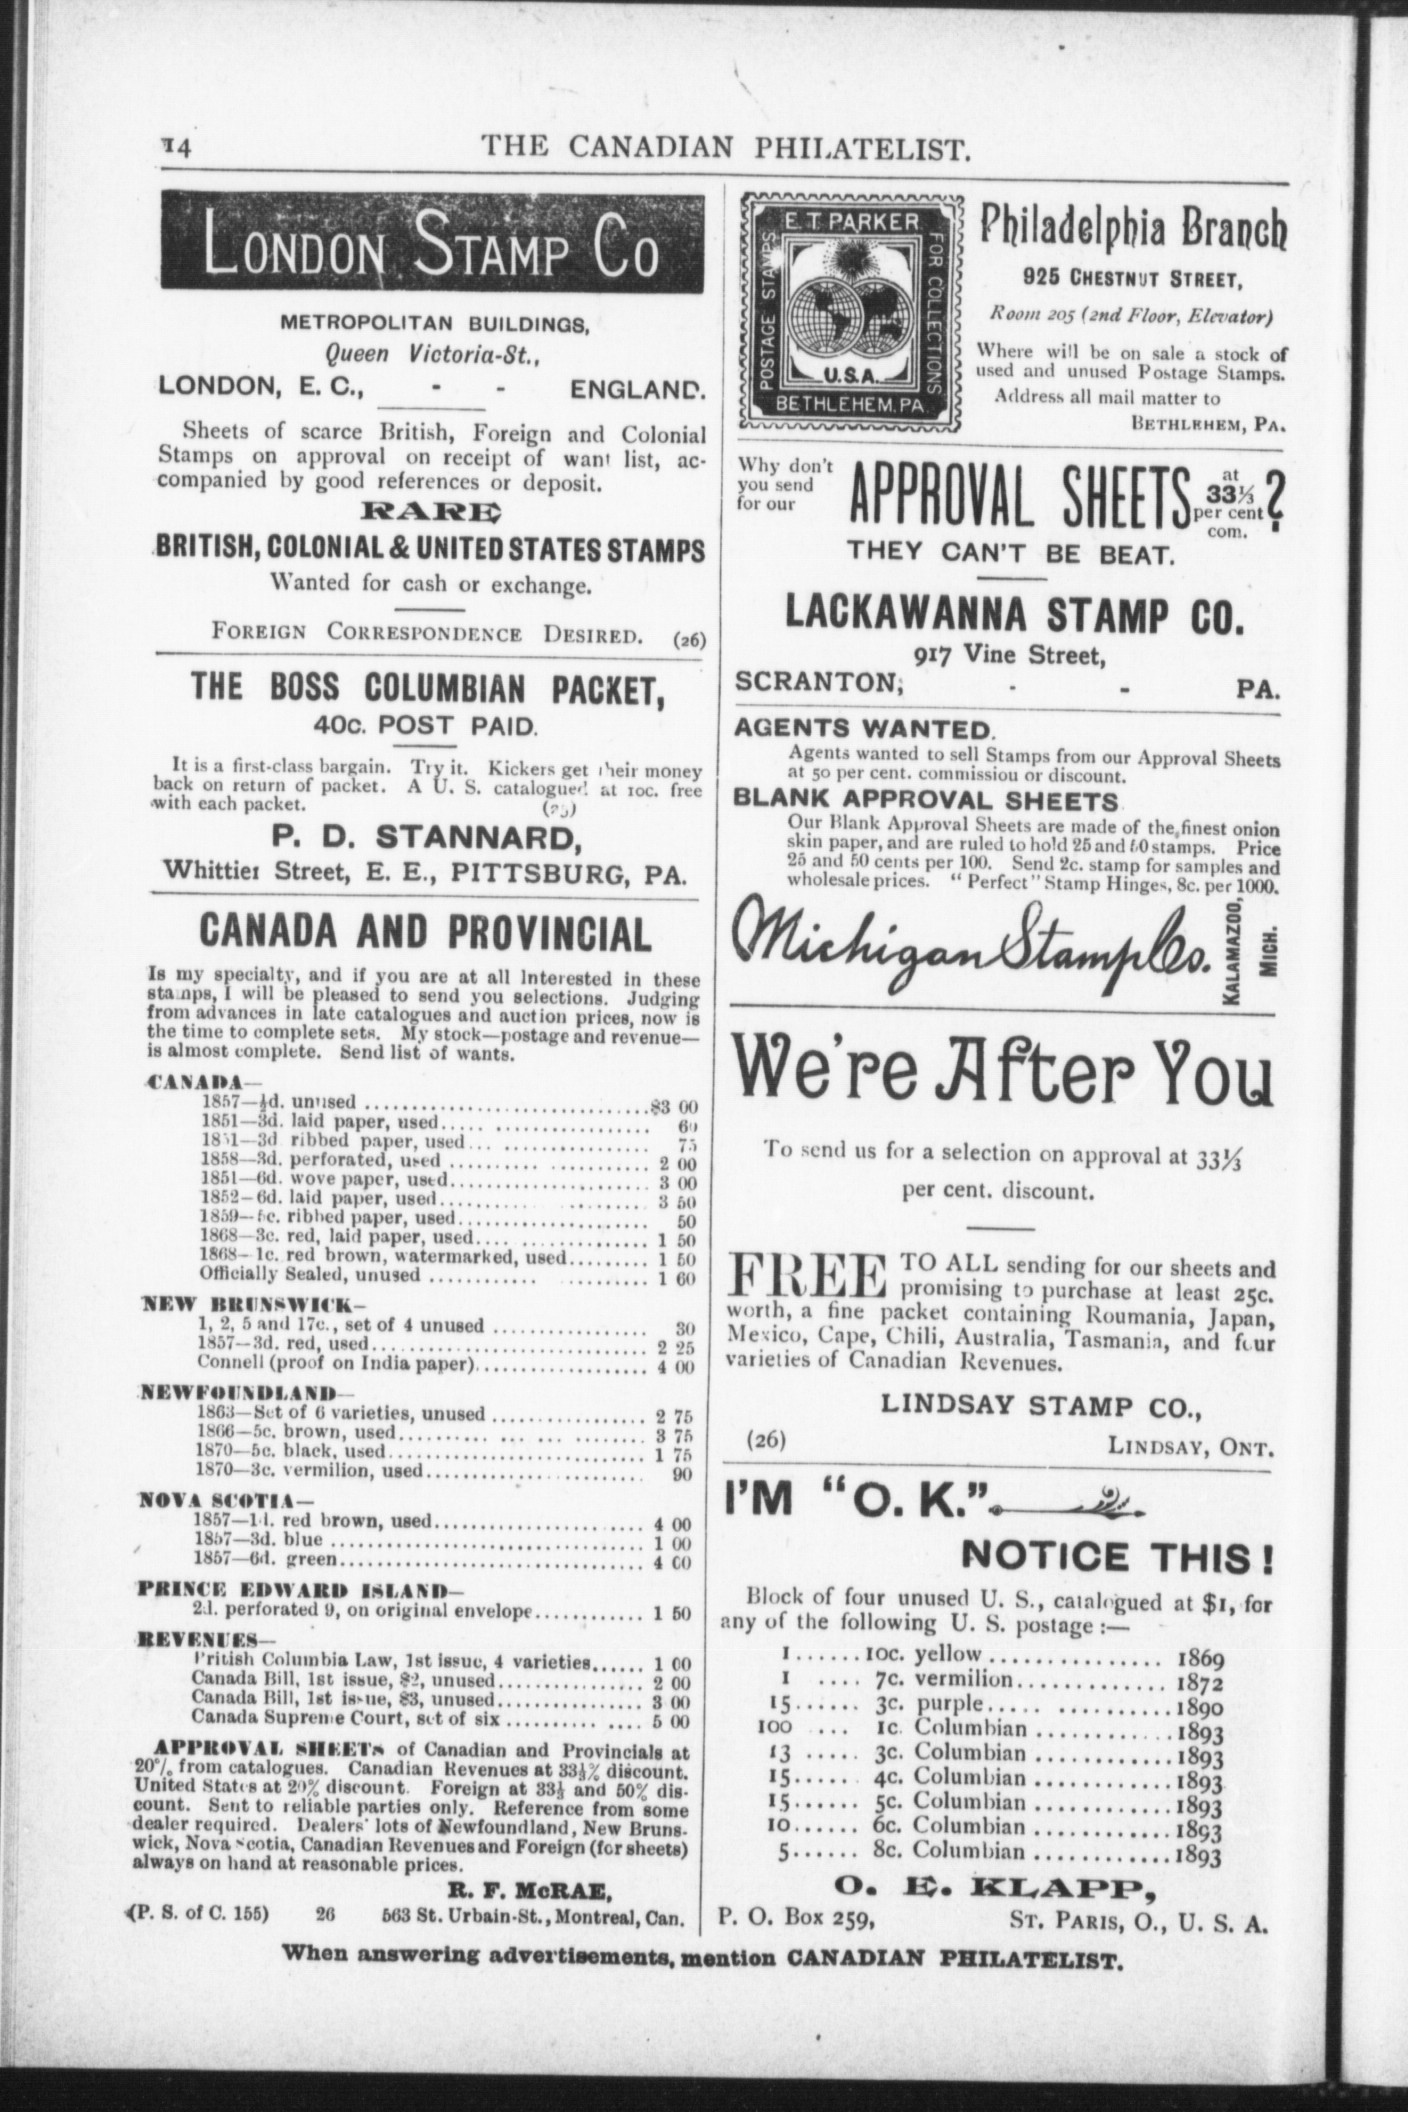 14 THE CANADIAN PHILATELIST.
LONDON STAMP CO
METROPOLITAN BUILDINGS,
Queen Victoria-St.,
LONDON, E. C., - - ENGLAND.
Sheets of scarce British, Foreign and Colonial
Stamps on approval on receipt of want list, ac-
companied by good references or deposit.
RARE
BRITISH, COLONIAL & UNITED STATES STAMPS
Wanted for cash or exchange.
FOREIGN CORRESPONDENCE DESIRED. (26)
THE BOSS COLUMBIAN PACKET,
40c. POST PAID.
It is a first-class bargain. Try it. Kickers get their money
back on return of packet. A U. S. catalogued at 10c. free
with each packet.
P. D. STANNARD,
Whittier Street, E. E., PITTSBURG, PA.
CANADA AND PROVINCIAL
Is my specialty, and if you are at all Interested in these
stamps, I will be pleased to send you selections. Judging
from advances in late catalogues and auction prices, now is
the time to complete sets. My stock—postage and revenue—
is almost complete. Send list of wants.
CANADA—
1857—½d. unused ........ $3 00
1851—3d. laid paper, used ........ 60
1851—3d ribbed paper, used ........ 75
1858—3d. perforated, used ........ 2 00
1851—6d. wove paper, used ........ 3 00
1852—6d. laid paper, used ........ 3 50
1859—5c. ribbed paper, used ........ 50
1868—3c. red, laid paper, used ........ 1 50
1868—1c. red brown, watermarked, used ........ 1 50
Officially Sealed, unused ........ 1 60
NEW BRUNSWICK—
1, 2, 5 and 17c., set of 4 unused ........ 30
1857—3d. red, used ........ 2 25
Connell (proof on India paper) ........ 4 00
NEWFOUNDLAND—
1863—Set of 6 varieties, unused ........ 2 75
1866—5c. brown, used ........ 3 75
1870—5c. black, used ........ 1 75
1870—3c. vermilion, used ........ 90
NOVA SCOTIA—
1857—1d. red brown, used ........ 4 00
1857—3d. blue ........ 1 00
1857—6d. green ........ 4 00
PRINCE EDWARD ISLAND—
2d. perforated 9, on original envelope ........ 1 50
REVENUES—
British Columbia Law, 1st issue, 4 varieties ...... 1 00
Canada Bill, 1st issue, $2, unused ........ 2 00
Canada Bill, 1st issue, $3, unused ........ 3 00
Canada Supreme Court, set of six ........ 5 00
APPROVAL SHEETS of Canadian and Provincials at
20% from catalogues. Canadian Revenues at 33⅓% discount.
United States at 20% discount. Foreign at 33⅓ and 50% dis-
count. Sent to reliable parties only. Reference from some
dealer required. Dealers' lots of Newfoundland, New Bruns-
wick, Nova Scotia, Canadian Revenues and Foreign (for sheets)
always on hand at reasonable prices.
R. F. McRAE,
(P. S. of C. 155) 26 563 St. Urbain-St., Montreal, Can.
E. T. PARKER
POSTAGE STAMPS
FOR COLLECTIONS
U.S.A.
BETHLEHEM, PA.
Philadelphia Branch
925 CHESTNUT STREET,
Room 205 (2nd Floor, Elevator)
Where will be on sale a stock of
used and unused Postage Stamps.
Address all mail matter to
BETHLEHEM, PA.
Why don't
you send
for our
APPROVAL SHEETS at 33⅓ per cent com. ?
THEY CAN'T BE BEAT.
LACKAWANNA STAMP CO.
917 Vine Street,
SCRANTON, - - PA.
AGENTS WANTED.
Agents wanted to sell Stamps from our Approval Sheets
at 50 per cent. commissiou or discount.
BLANK APPROVAL SHEETS
Our Blank Approval Sheets are made of the finest onion
skin paper, and are ruled to hold 25 and 50 stamps. Price
25 and 50 cents per 100. Send 2c. stamp for samples and
wholesale prices. "Perfect" Stamp Hinges, 8c. per 1000.
Michigan Stamp Co. KALAMAZOO, MICH.
We're After You
To send us for a selection on approval at 33⅓
per cent. discount.
FREE TO ALL sending for our sheets and
promising to purchase at least 25c.
worth, a fine packet containing Roumania, Japan,
Mexico, Cape, Chili, Australia, Tasmania, and four
varieties of Canadian Revenues.
LINDSAY STAMP CO.,
(26) LINDSAY, ONT.
I'M "O. K."
NOTICE THIS!
Block of four unused U. S., catalogued at $1, for
any of the following U. S. postage:—
1 ...... 10c. yellow ........ 1869
1 .... 7c. vermilion ........ 1872
15 ...... 3c. purple ........ 1890
100 ... 1c. Columbian ........ 1893
13 ..... 3c. Columbian ........ 1893
15 ...... 4c. Columbian ........ 1893
15 ...... 5c. Columbian ........ 1893
10 ...... 6c. Columbian ........ 1893
5 ...... 8c. Columbian ........ 1893
O. E. KLAPP,
P. O. Box 259, ST. PARIS, O., U. S. A.
When answering advertisements, mention CANADIAN PHILATELIST.